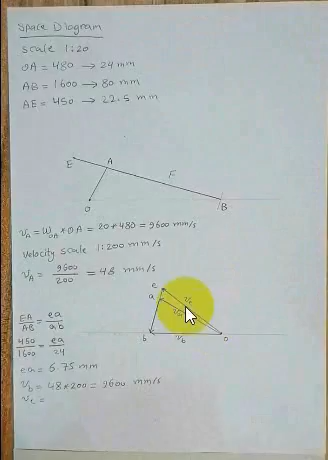 Space Diagram
Scale 1:20
OA = 480 → 24 mm
AB = 1600 → 80 mm
AE = 450 → 22.5 mm
E
A
F
O
B
VA = WOA * OA = 20 * 480 = 9600 mm/s
Velocity scale 1:200 mm/s
VA = 9600/200 = 48 mm/s
EA/AB = ea/ab
450/1600 = ea/24
ea = 6.75 mm
Vb = 48 * 200 = 9600 mm/s
VE =
e
a
b
Vb
o